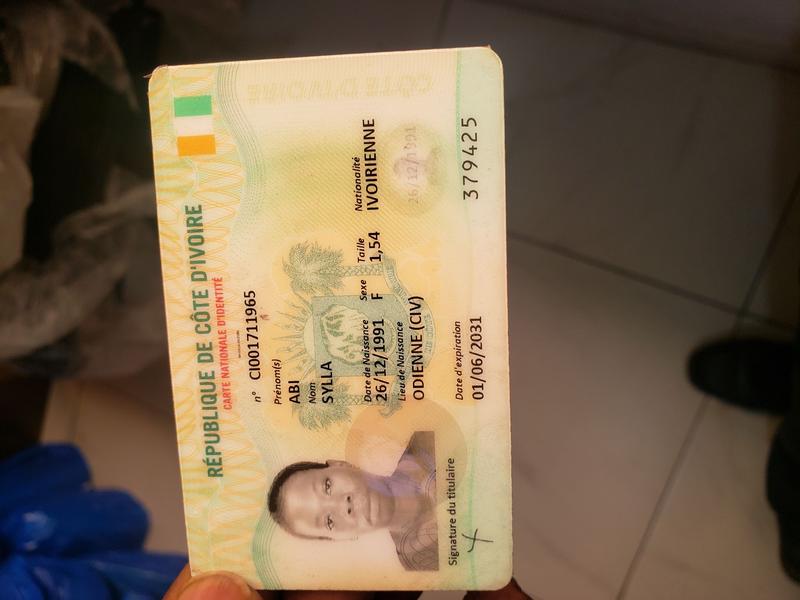 RÉPUBLIQUE DE CÔTE D'IVOIRE
CARTE NATIONALE D'IDENTITÉ
n° CI001711965
Prénom(s)
ABI
Nom
SYLLA
Date de Naissance Sexe Taille Nationalité
26/12/1991 F 1,54 IVOIRIENNE
Lieu de Naissance
ODIENNE (CIV)
26/12/1991
Date d'expiration
01/06/2031
379425
Signature du titulaire
CÔTE D'IVOIRE